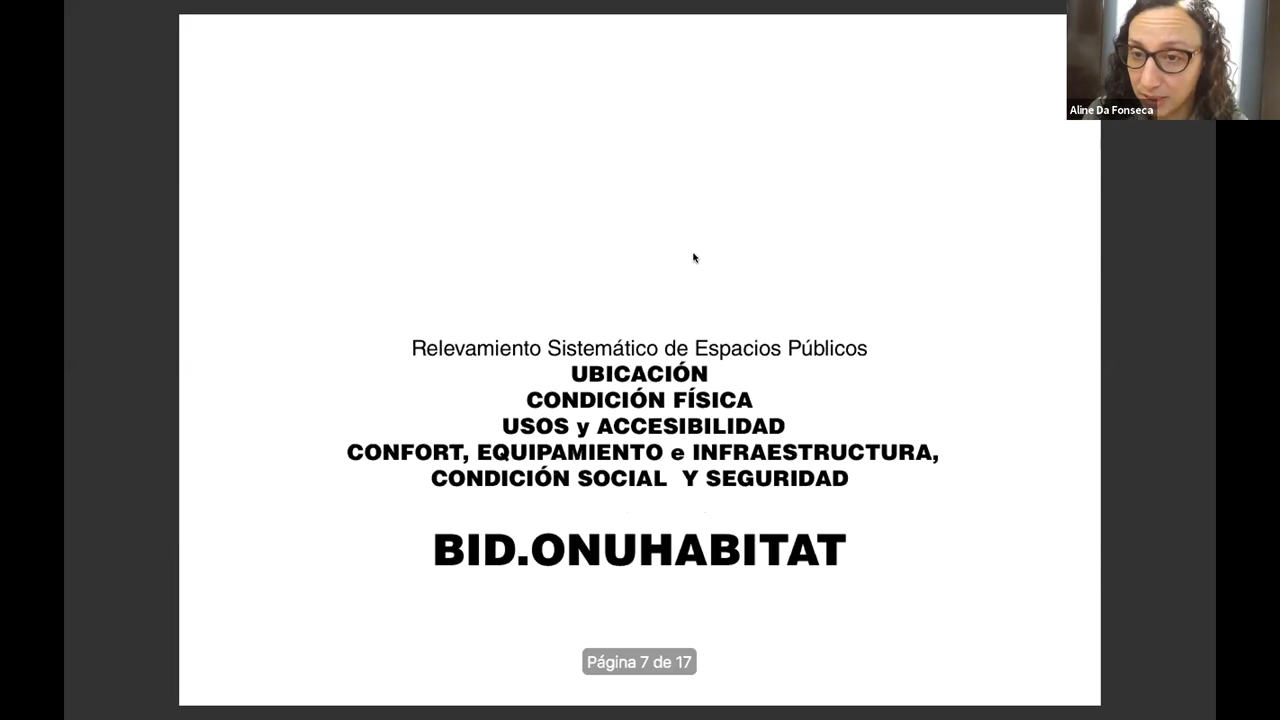 Aline Da Fonseca
Relevamiento Sistemático de Espacios Públicos
UBICACIÓN
CONDICIÓN FÍSICA
USOS y ACCESIBILIDAD
CONFORT, EQUIPAMIENTO e INFRAESTRUCTURA,
CONDICIÓN SOCIAL Y SEGURIDAD
BID.ONUHABITAT
Página 7 de 17